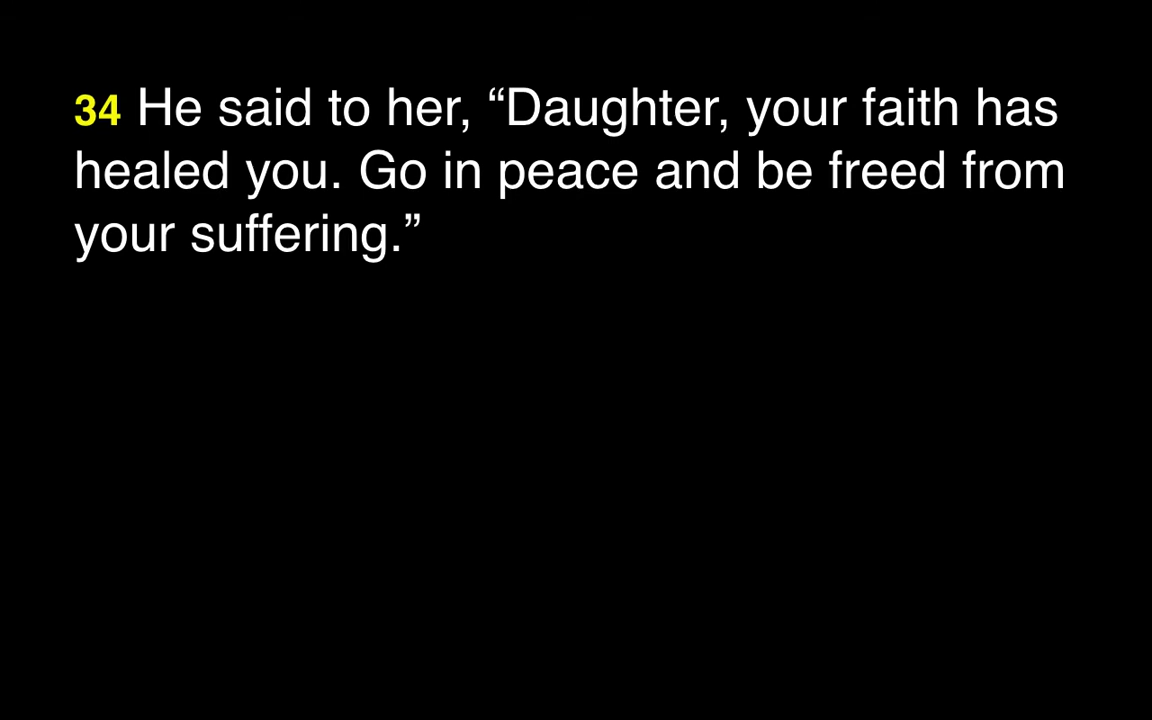 34 He said to her, “Daughter, your faith has
healed you. Go in peace and be freed from
your suffering.”